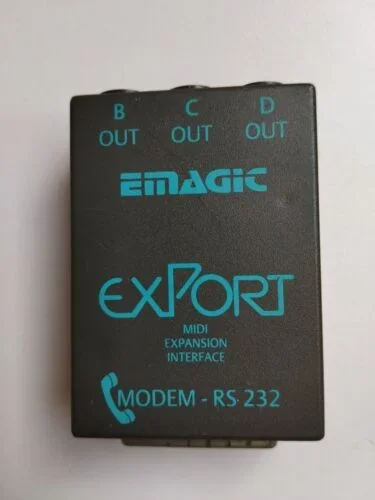 B C D
OUT OUT OUT
EMAGIC
EXPORT
MIDI
EXPANSION
INTERFACE
MODEM - RS 232